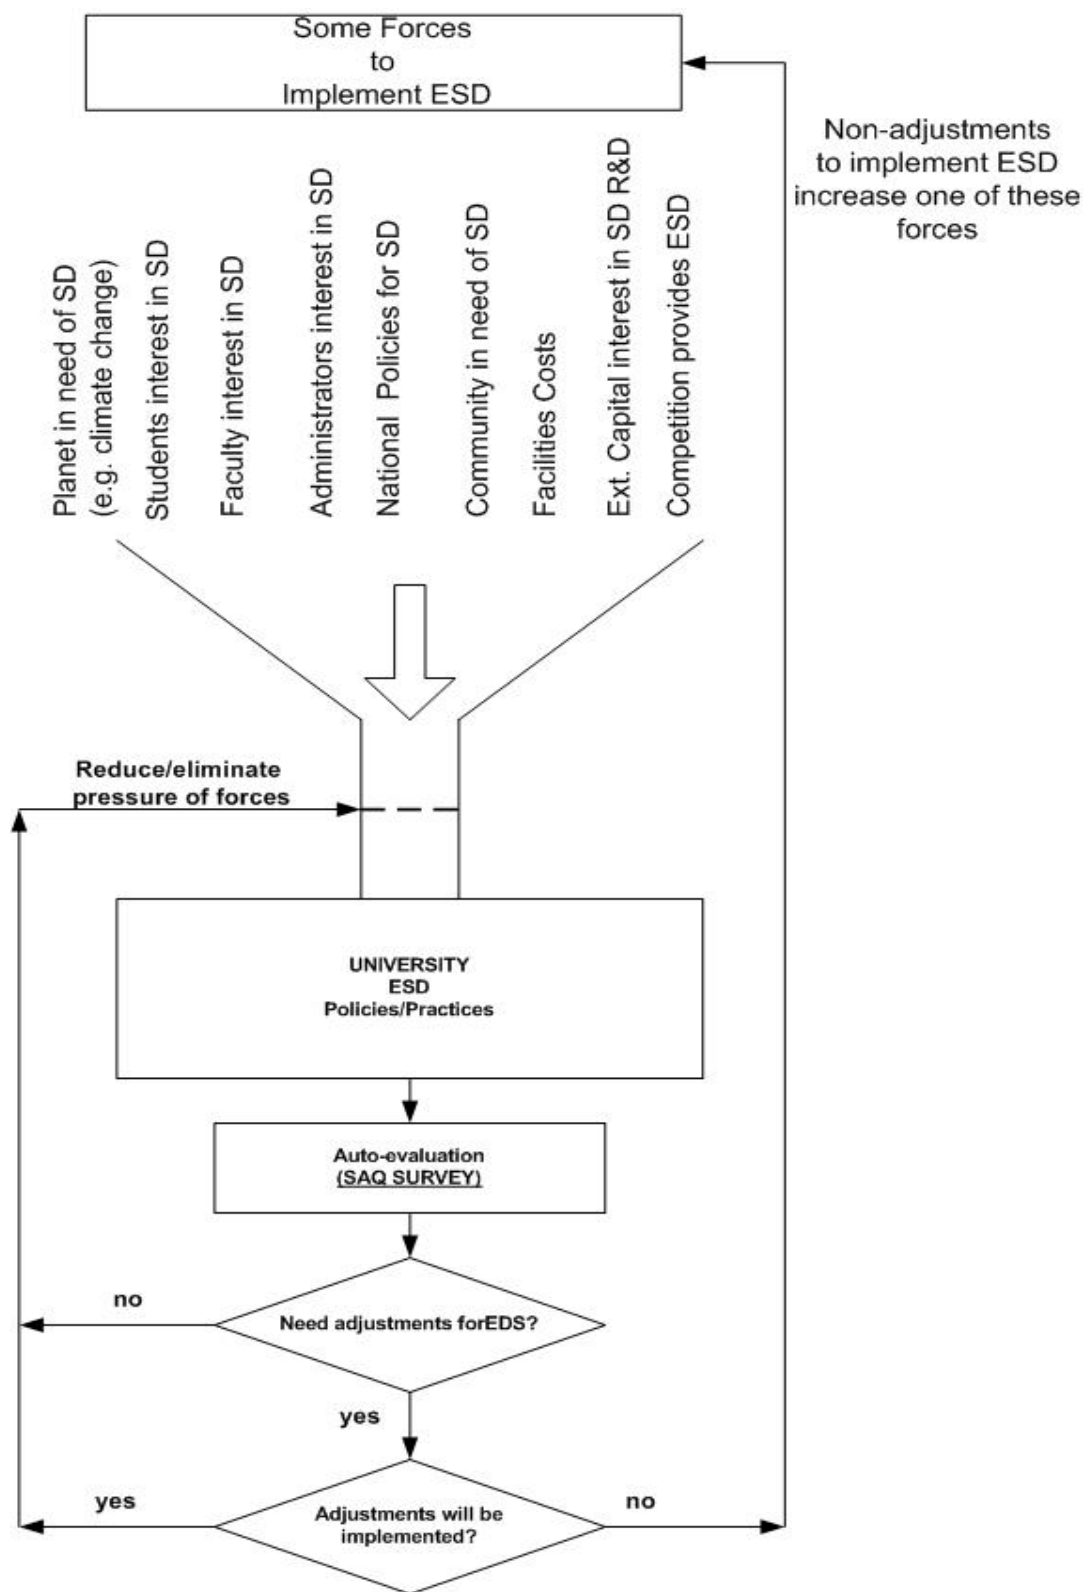 Some Forces
to
Implement ESD
Non-adjustments
to implement ESD
increase one of these
forces
Planet in need of SD
(e.g. climate change)
Students interest in SD
Faculty interest in SD
Administrators interest in SD
National Policies for SD
Community in need of SD
Facilities Costs
Ext. Capital interest in SD R&D
Competition provides ESD
Reduce/eliminate
pressure of forces
UNIVERSITY
ESD
Policies/Practices
Auto-evaluation
(SAQ SURVEY)
no
Need adjustments forEDS?
yes
yes
Adjustments will be
implemented?
no